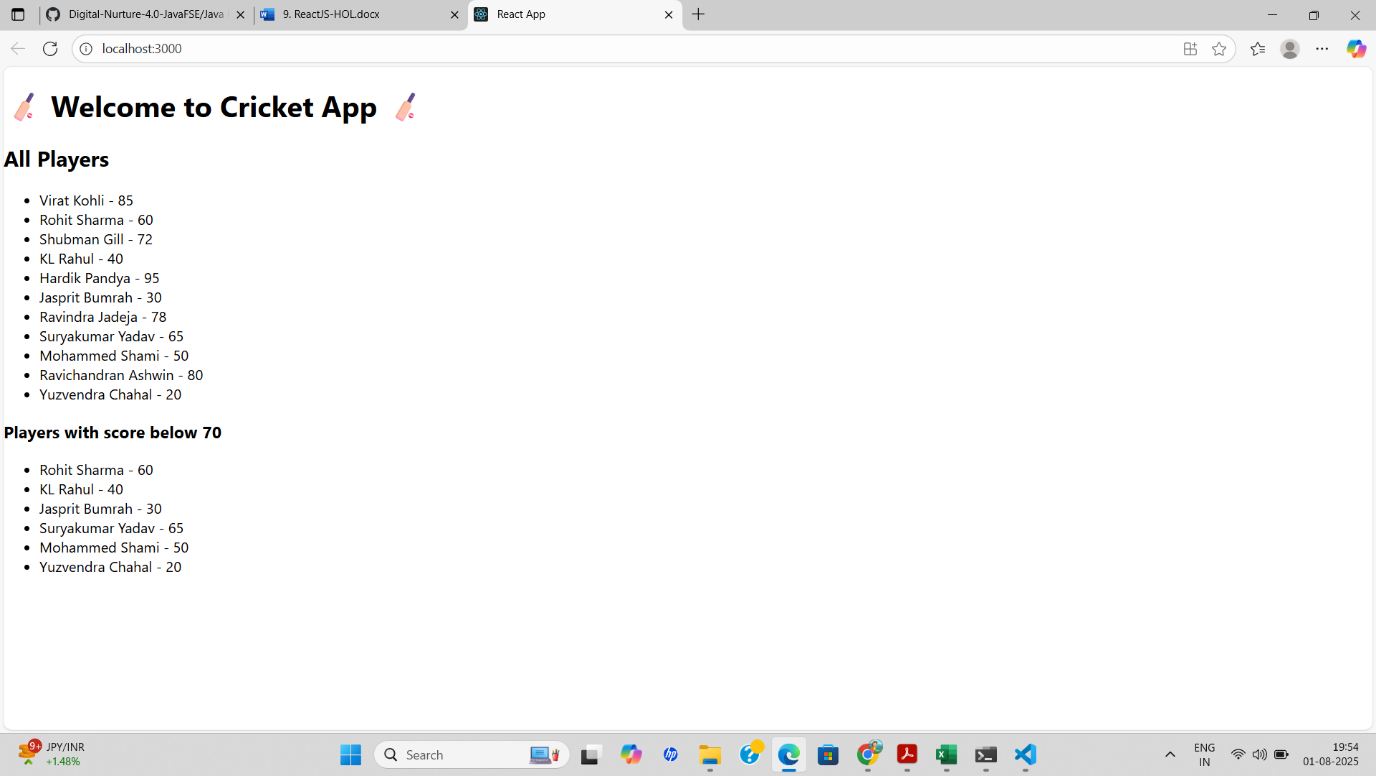 Digital-Nurture-4.0-JavaFSE/Java
9. ReactJS-HOL.docx
React App
localhost:3000
🏏 Welcome to Cricket App 🏏
All Players
• Virat Kohli - 85
• Rohit Sharma - 60
• Shubman Gill - 72
• KL Rahul - 40
• Hardik Pandya - 95
• Jasprit Bumrah - 30
• Ravindra Jadeja - 78
• Suryakumar Yadav - 65
• Mohammed Shami - 50
• Ravichandran Ashwin - 80
• Yuzvendra Chahal - 20
Players with score below 70
• Rohit Sharma - 60
• KL Rahul - 40
• Jasprit Bumrah - 30
• Suryakumar Yadav - 65
• Mohammed Shami - 50
• Yuzvendra Chahal - 20
9+
JPY/INR
+1.48%
Search
hp
ENG
IN
19:54
01-08-2025